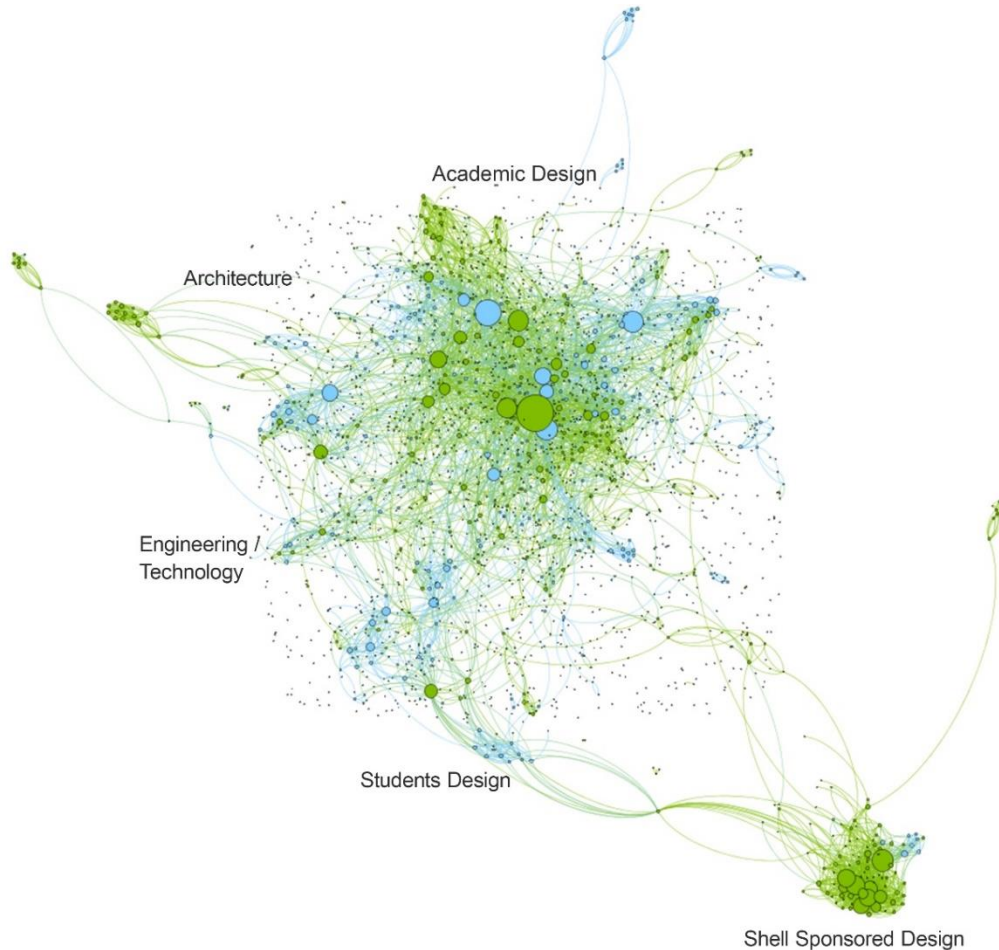 Academic Design
Architecture
Engineering /
Technology
Students Design
Shell Sponsored Design